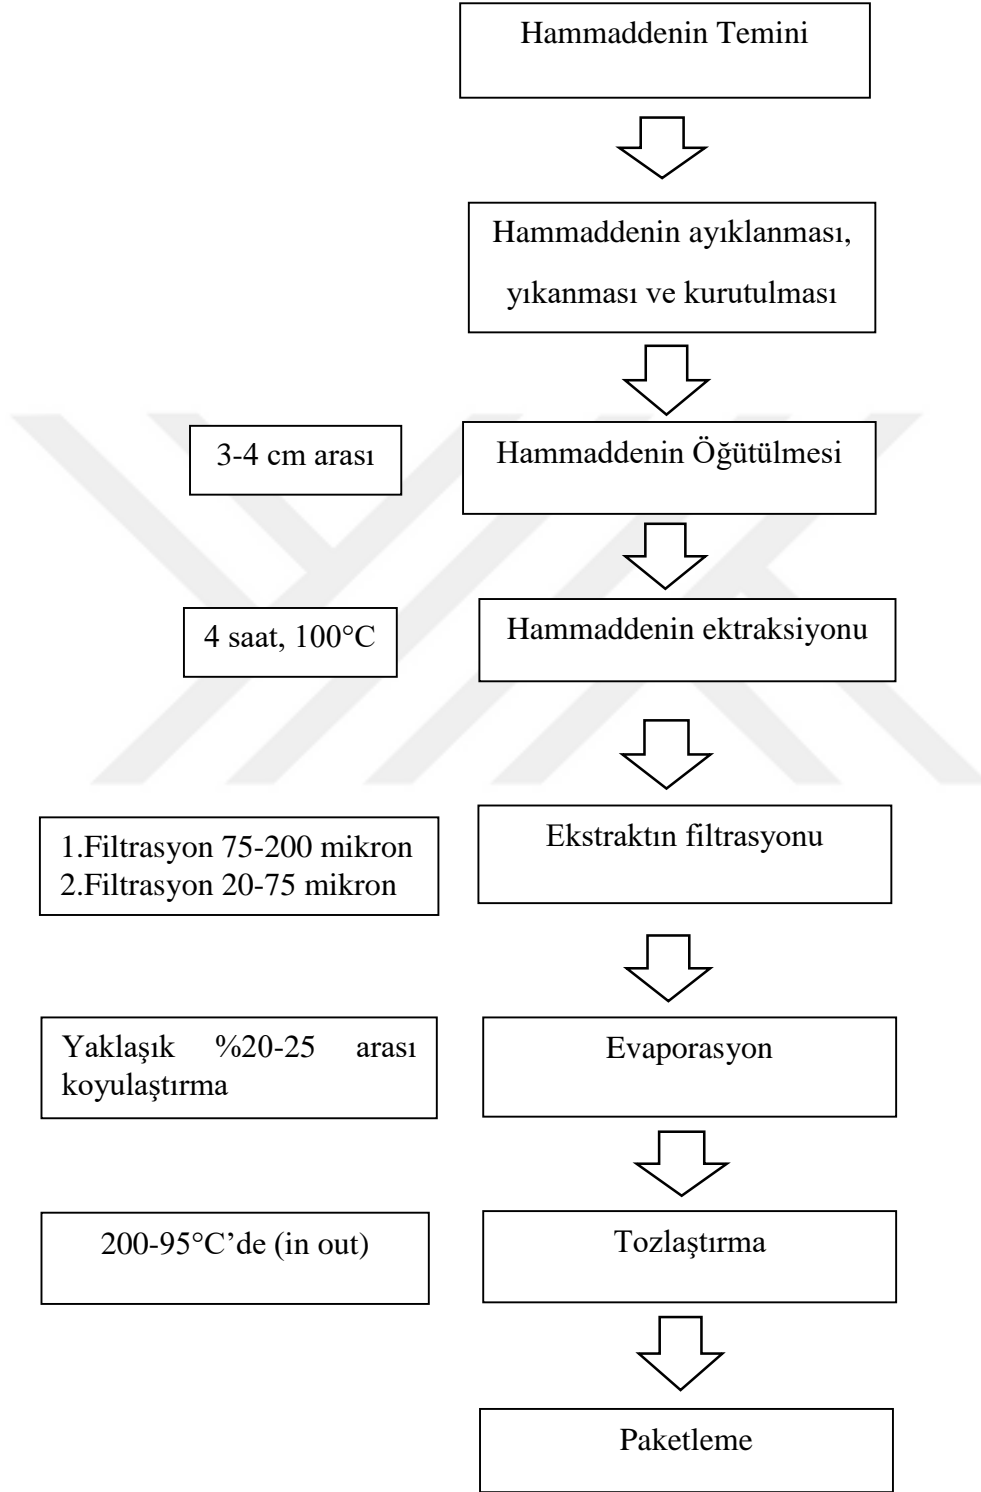 Hammaddenin Temini
Hammaddenin ayıklanması,
yıkanması ve kurutulması
3-4 cm arası
Hammaddenin Öğütülmesi
4 saat, 100°C
Hammaddenin ektraksiyonu
1.Filtrasyon 75-200 mikron
2.Filtrasyon 20-75 mikron
Ekstraktın filtrasyonu
Yaklaşık %20-25 arası
koyulaştırma
Evaporasyon
200-95°C’de (in out)
Tozlaştırma
Paketleme